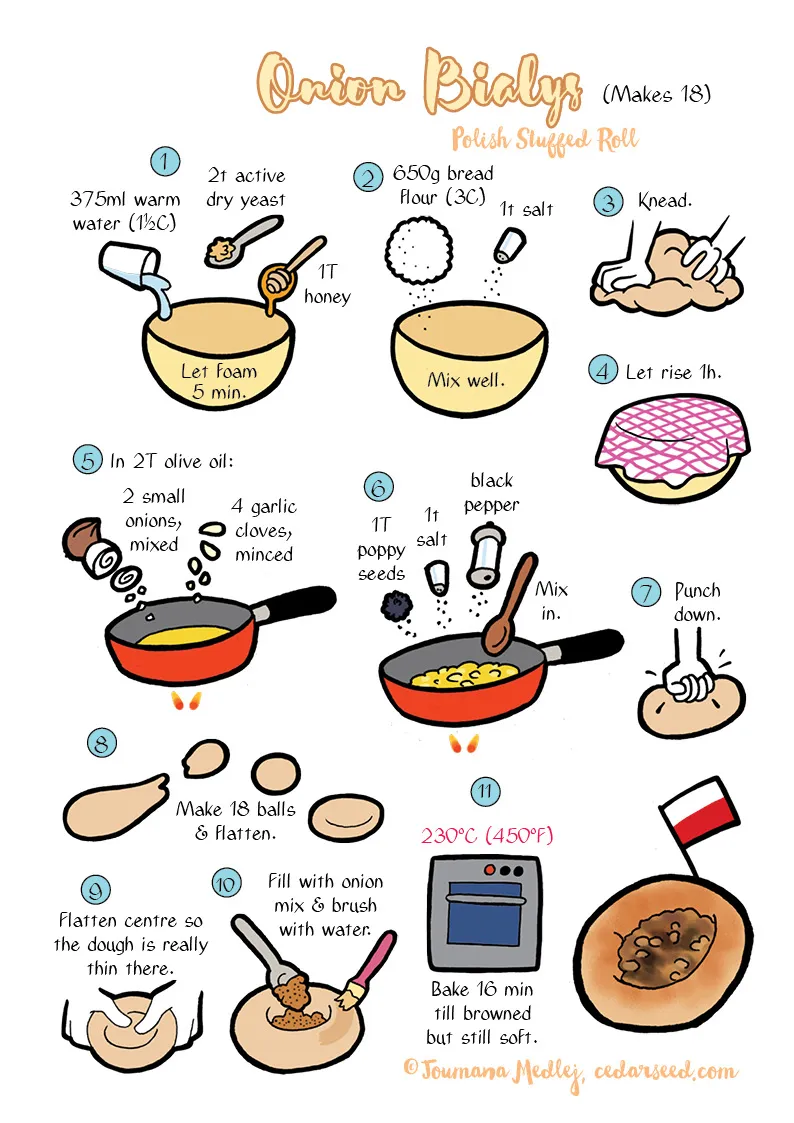 Onion Bialys (Makes 18)
Polish Stuffed Roll
1
375ml warm
water (1½C)
2t active
dry yeast
1T
honey
Let foam
5 min.
2
650g bread
flour (3C)
1t salt
Mix well.
3
Knead.
4
Let rise 1h.
5
In 2T olive oil:
2 small
onions,
mixed
4 garlic
cloves,
minced
6
1T
poppy
seeds
1t
salt
black
pepper
Mix
in.
7
Punch
down.
8
Make 18 balls
& flatten.
9
Flatten centre so
the dough is really
thin there.
10
Fill with onion
mix & brush
with water.
11
230°C (450°F)
Bake 16 min
till browned
but still soft.
©Joumana Medlej, cedarseed.com